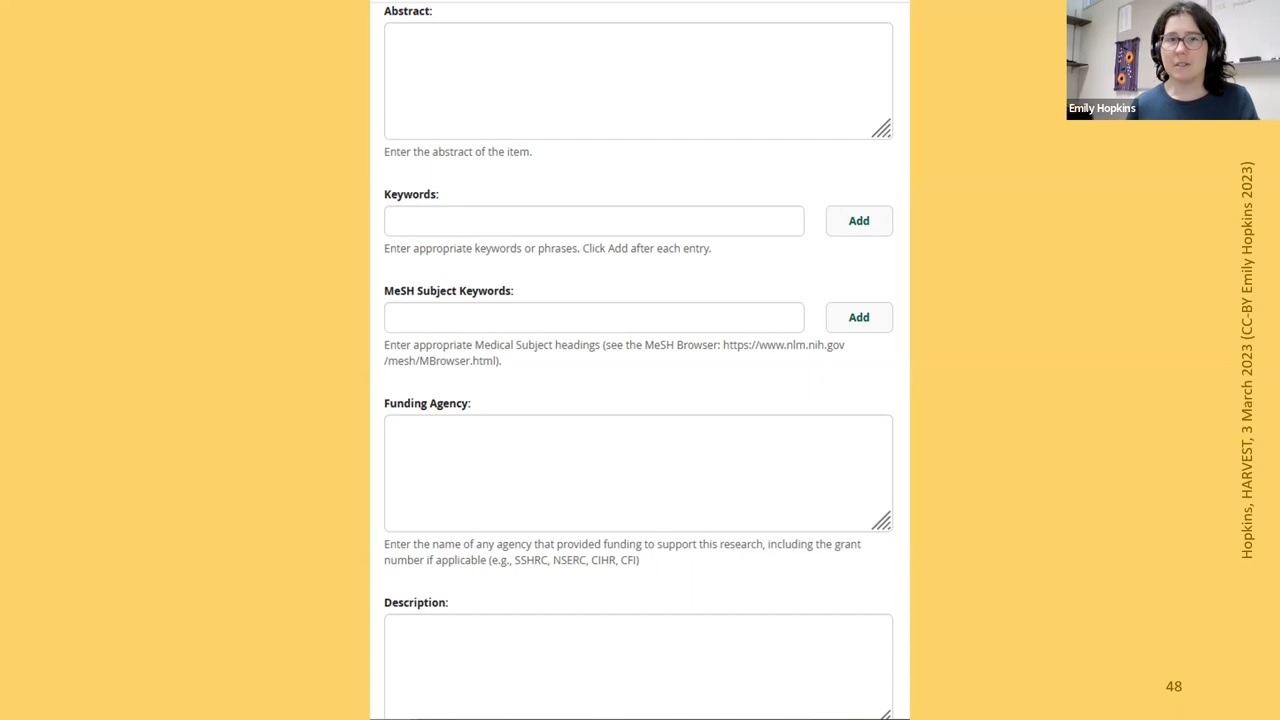 Abstract:
Enter the abstract of the item.
Keywords:
Add
Enter appropriate keywords or phrases. Click Add after each entry.
MeSH Subject Keywords:
Add
Enter appropriate Medical Subject headings (see the MeSH Browser: https://www.nlm.nih.gov
/mesh/MBrowser.html).
Funding Agency:
Enter the name of any agency that provided funding to support this research, including the grant
number if applicable (e.g., SSHRC, NSERC, CIHR, CFI)
Description:
Emily Hopkins
Hopkins, HARVEST, 3 March 2023 (CC-BY Emily Hopkins 2023)
48